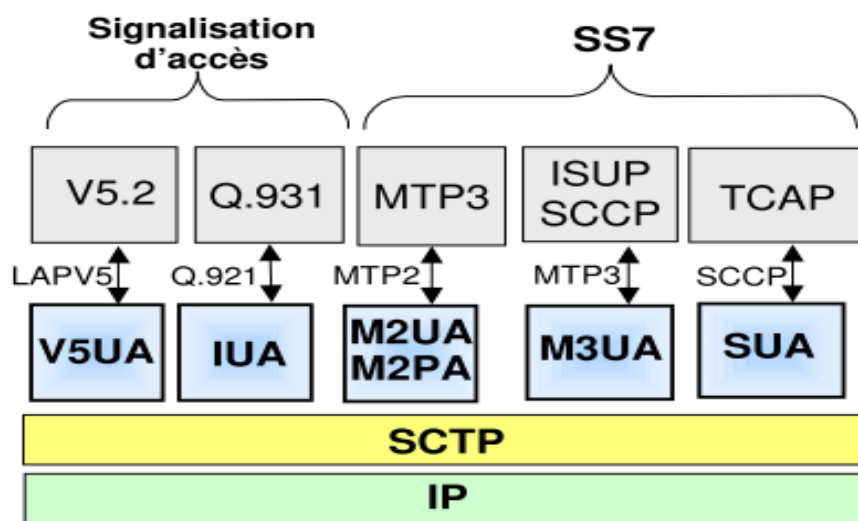 Signalisation
d'accès
SS7
V5.2
Q.931
MTP3
ISUP
SCCP
TCAP
LAPV5
Q.921
MTP2
MTP3
SCCP
V5UA
IUA
M2UA
M2PA
M3UA
SUA
SCTP
IP